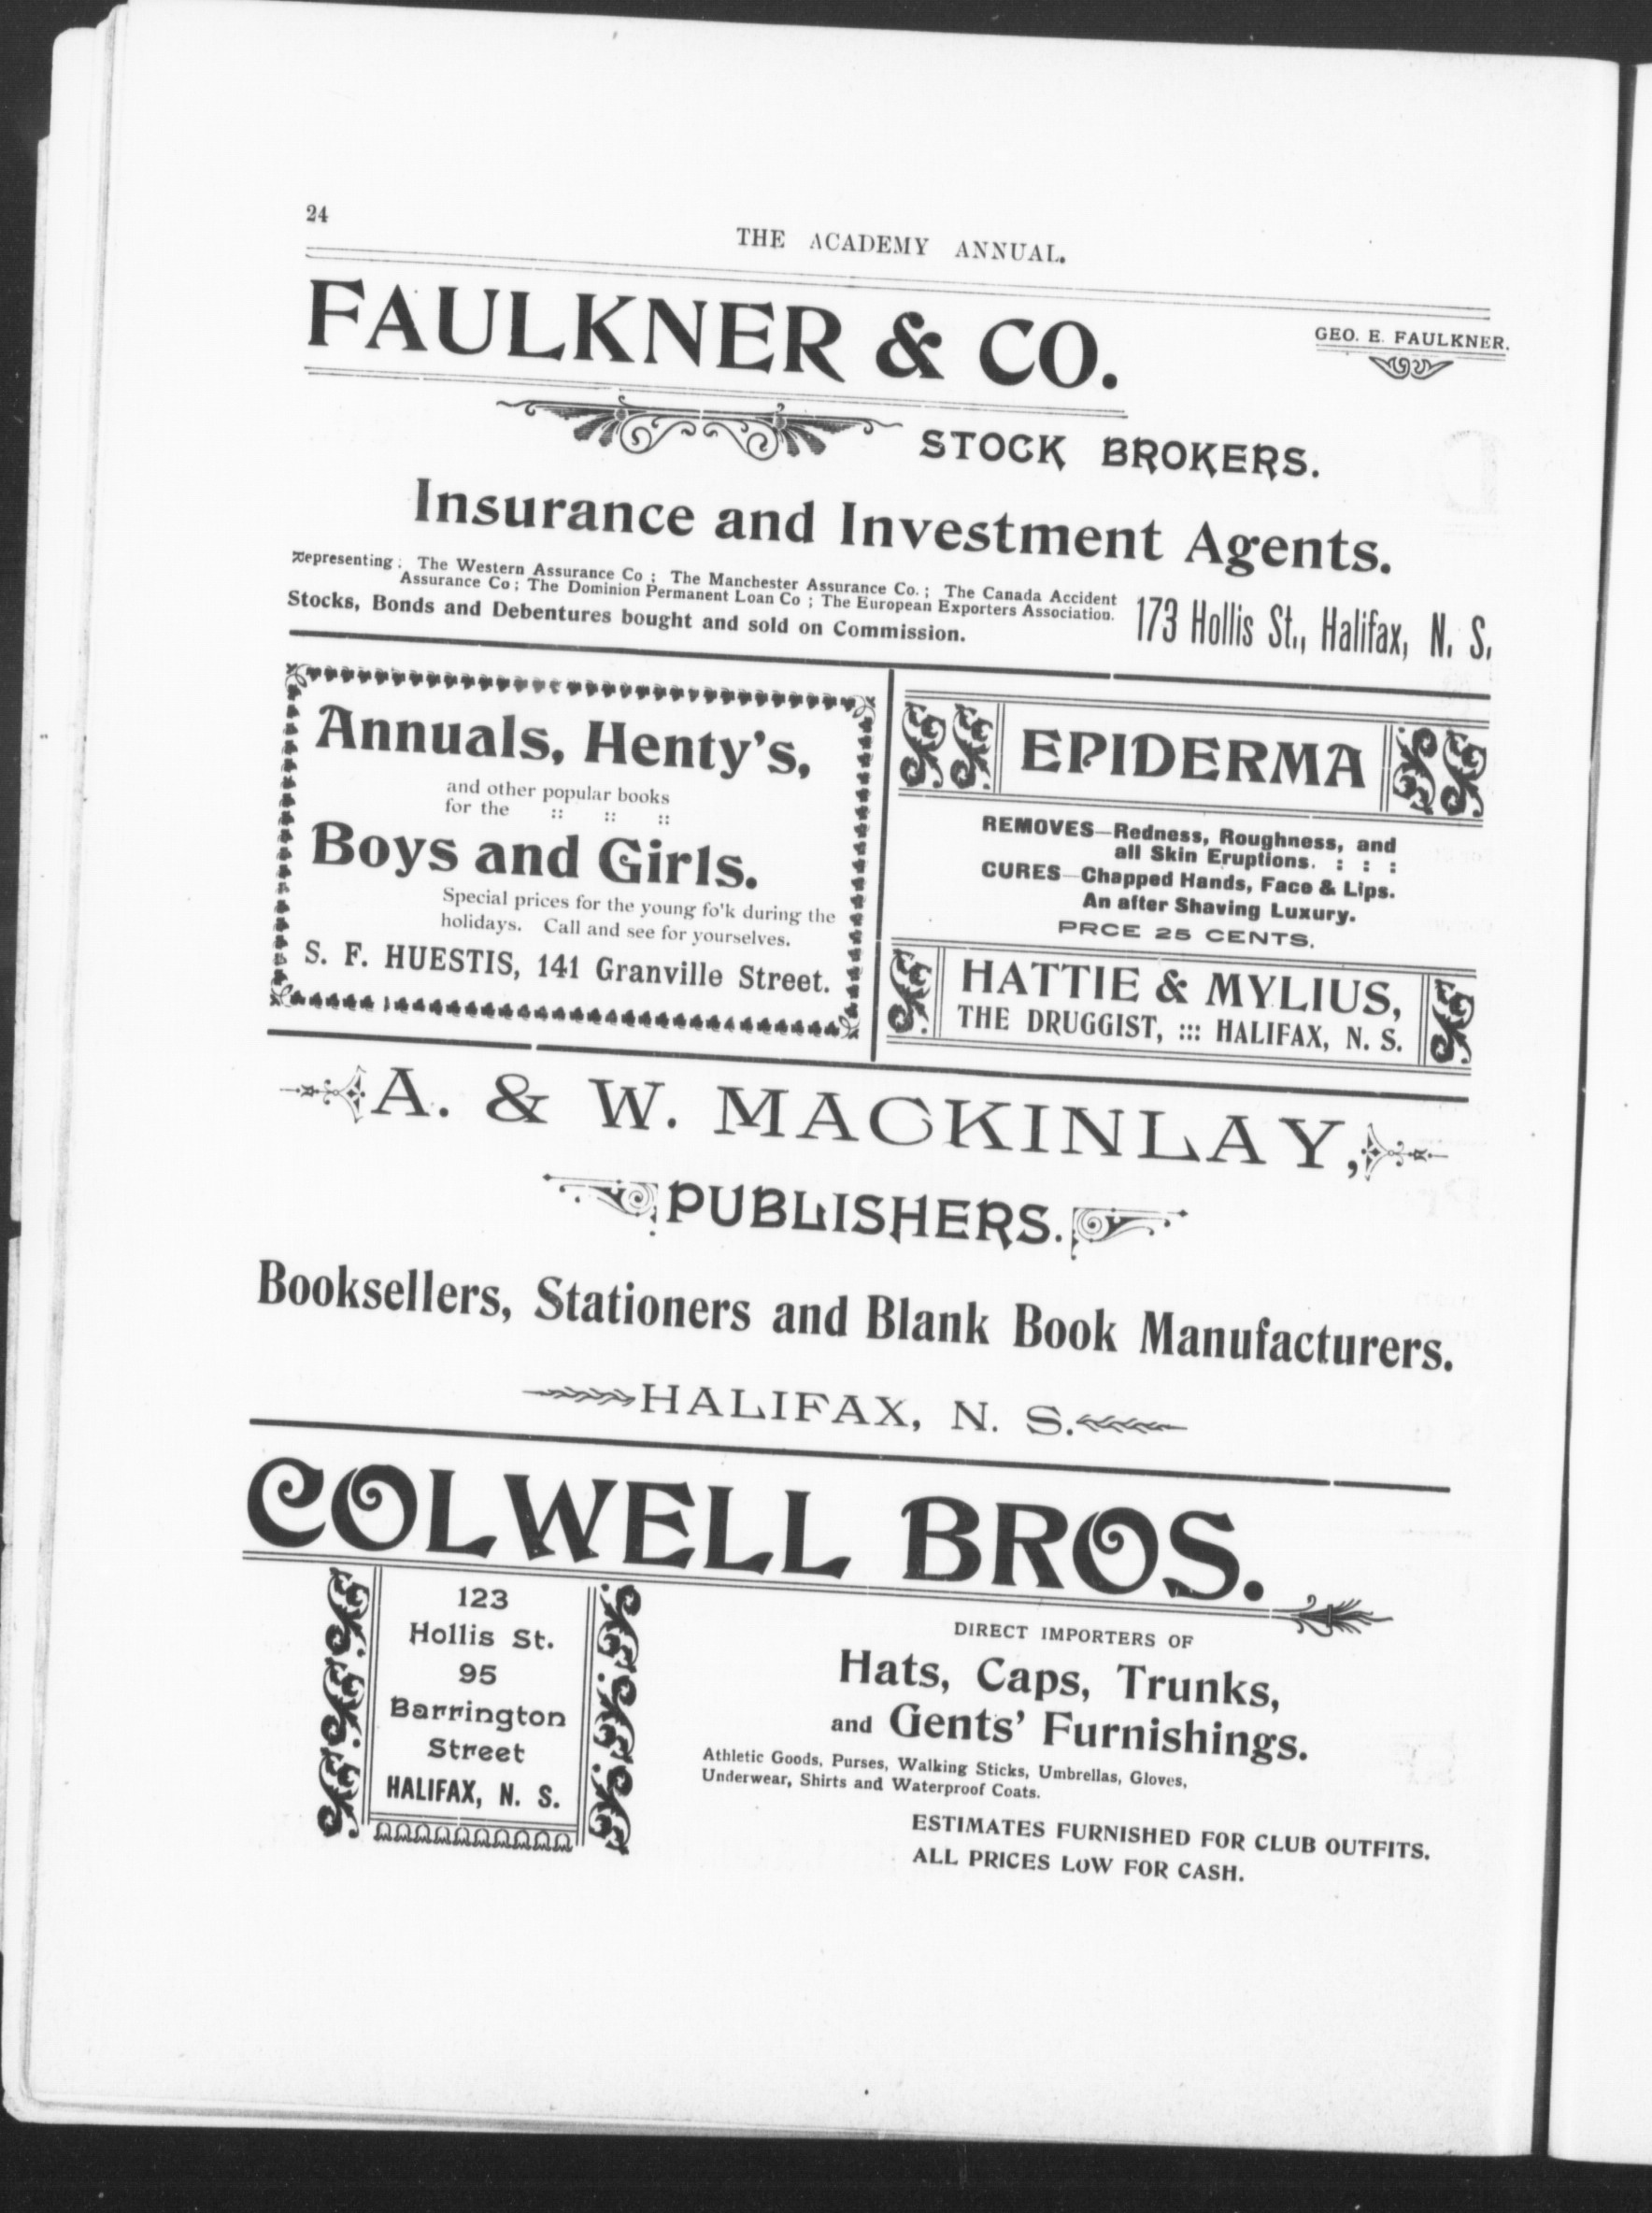 24
THE ACADEMY ANNUAL.
FAULKNER & CO.
GEO. E. FAULKNER.
STOCK BROKERS.
Insurance and Investment Agents.
Representing: The Western Assurance Co ; The Manchester Assurance Co. ; The Canada Accident
Assurance Co ; The Dominion Permanent Loan Co ; The European Exporters Association.
Stocks, Bonds and Debentures bought and sold on Commission.
173 Hollis St., Halifax, N. S.
Annuals, Henty's,
and other popular books
for the :: :: ::
Boys and Girls.
Special prices for the young fo'k during the
holidays. Call and see for yourselves.
S. F. HUESTIS, 141 Granville Street.
EPIDERMA
REMOVES—Redness, Roughness, and
all Skin Eruptions. : : :
CURES—Chapped Hands, Face & Lips.
An after Shaving Luxury.
PRCE 25 CENTS.
HATTIE & MYLIUS,
THE DRUGGIST, ::: HALIFAX, N. S.
A. & W. MACKINLAY,
PUBLISHERS.
Booksellers, Stationers and Blank Book Manufacturers.
HALIFAX, N. S.
COLWELL BROS.
123
Hollis St.
95
Barrington
Street
HALIFAX, N. S.
DIRECT IMPORTERS OF
Hats, Caps, Trunks,
and Gents' Furnishings.
Athletic Goods, Purses, Walking Sticks, Umbrellas, Gloves,
Underwear, Shirts and Waterproof Coats.
ESTIMATES FURNISHED FOR CLUB OUTFITS.
ALL PRICES LoW FOR CASH.